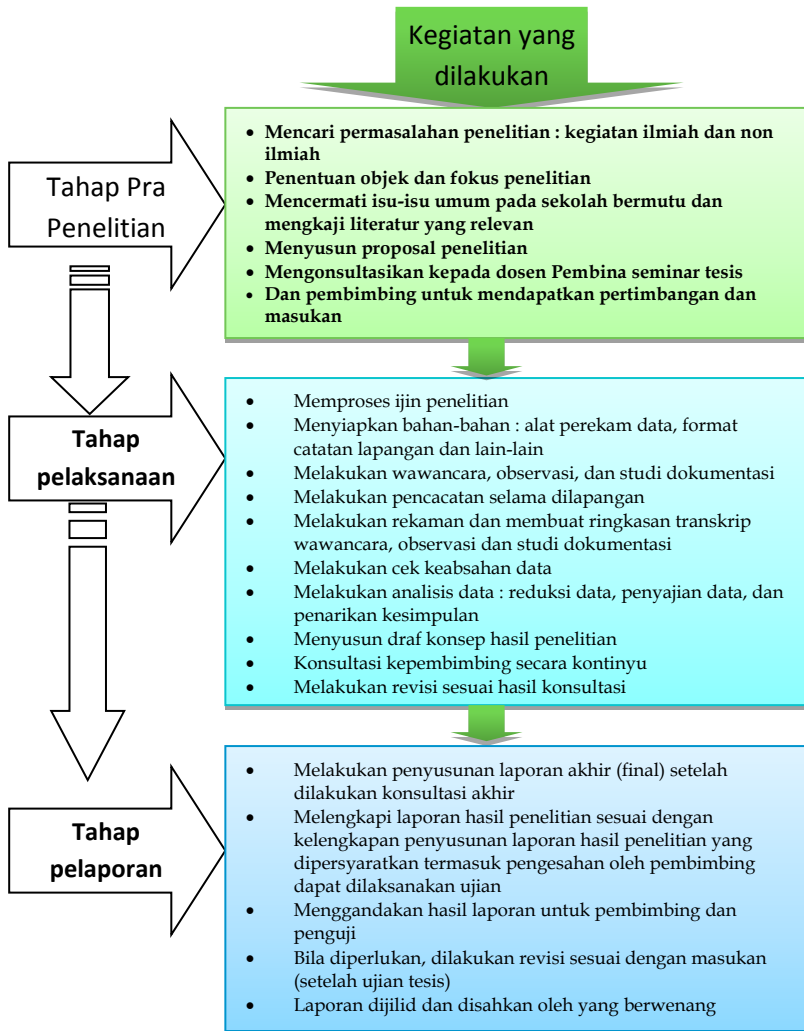 Kegiatan yang
dilakukan
Tahap Pra
Penelitian
• Mencari permasalahan penelitian : kegiatan ilmiah dan non
ilmiah
• Penentuan objek dan fokus penelitian
• Mencermati isu-isu umum pada sekolah bermutu dan
mengkaji literatur yang relevan
• Menyusun proposal penelitian
• Mengonsultasikan kepada dosen Pembina seminar tesis
• Dan pembimbing untuk mendapatkan pertimbangan dan
masukan
Tahap
pelaksanaan
• Memproses ijin penelitian
• Menyiapkan bahan-bahan : alat perekam data, format
catatan lapangan dan lain-lain
• Melakukan wawancara, observasi, dan studi dokumentasi
• Melakukan pencacatan selama dilapangan
• Melakukan rekaman dan membuat ringkasan transkrip
wawancara, observasi dan studi dokumentasi
• Melakukan cek keabsahan data
• Melakukan analisis data : reduksi data, penyajian data, dan
penarikan kesimpulan
• Menyusun draf konsep hasil penelitian
• Konsultasi kepembimbing secara kontinyu
• Melakukan revisi sesuai hasil konsultasi
Tahap
pelaporan
• Melakukan penyusunan laporan akhir (final) setelah
dilakukan konsultasi akhir
• Melengkapi laporan hasil penelitian sesuai dengan
kelengkapan penyusunan laporan hasil penelitian yang
dipersyaratkan termasuk pengesahan oleh pembimbing
dapat dilaksanakan ujian
• Menggandakan hasil laporan untuk pembimbing dan
penguji
• Bila diperlukan, dilakukan revisi sesuai dengan masukan
(setelah ujian tesis)
• Laporan dijilid dan disahkan oleh yang berwenang